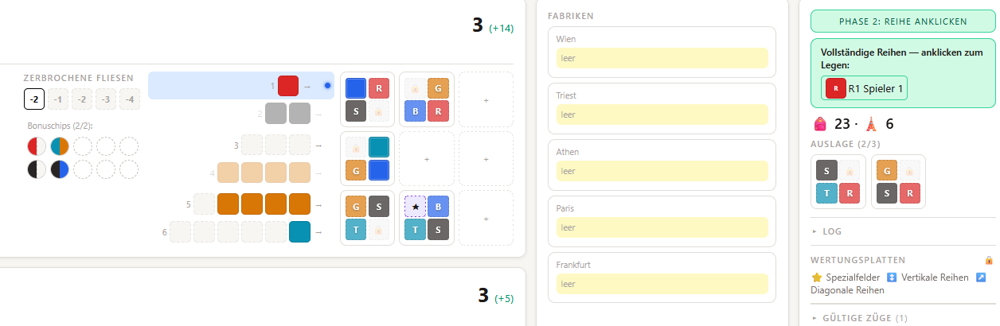 3 (+14)
ZERBROCHENE FLIESEN
-2 -1 -2 -3 -4
Bonuschips (2/2):
1 →
2 →
3 →
4 →
5 →
6 →
R
S
G
B R
+
G
+
+
G S
T
★ B
T S
+
3 (+5)
FABRIKEN
Wien
leer
Triest
leer
Athen
leer
Paris
leer
Frankfurt
leer
PHASE 2: REIHE ANKLICKEN
Vollständige Reihen — anklicken zum
Legen:
R R1 Spieler 1
23 · 6
AUSLAGE (2/3)
S
T R
G
S R
▸ LOG
WERTUNGSPLATTEN
Spezialfelder Vertikale Reihen
Diagonale Reihen
▸ GÜLTIGE ZÜGE (1)